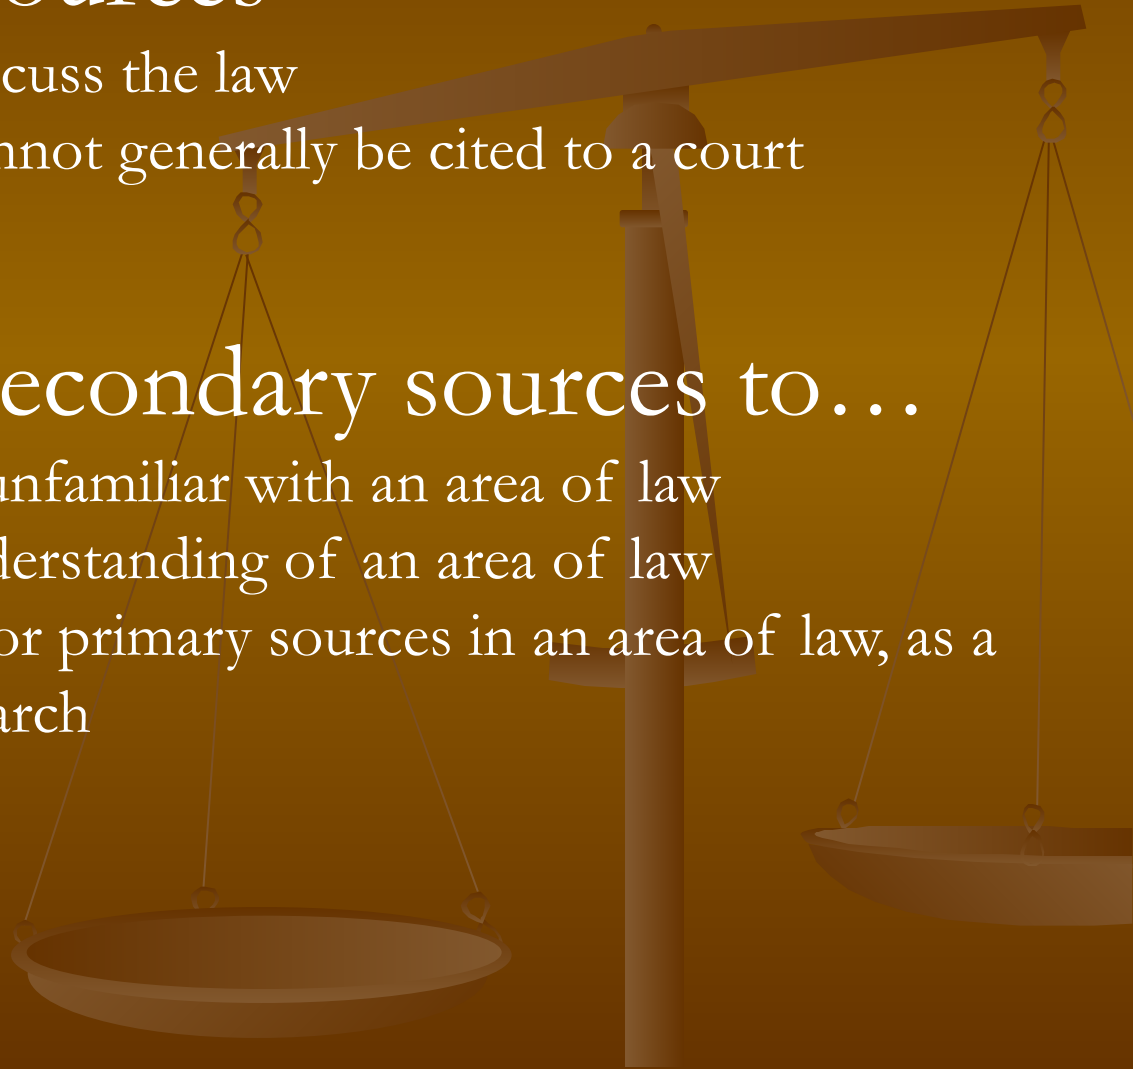 ources
cuss the law
nnot generally be cited to a court
econdary sources to…
unfamiliar with an area of law
derstanding of an area of law
or primary sources in an area of law, as a
arch